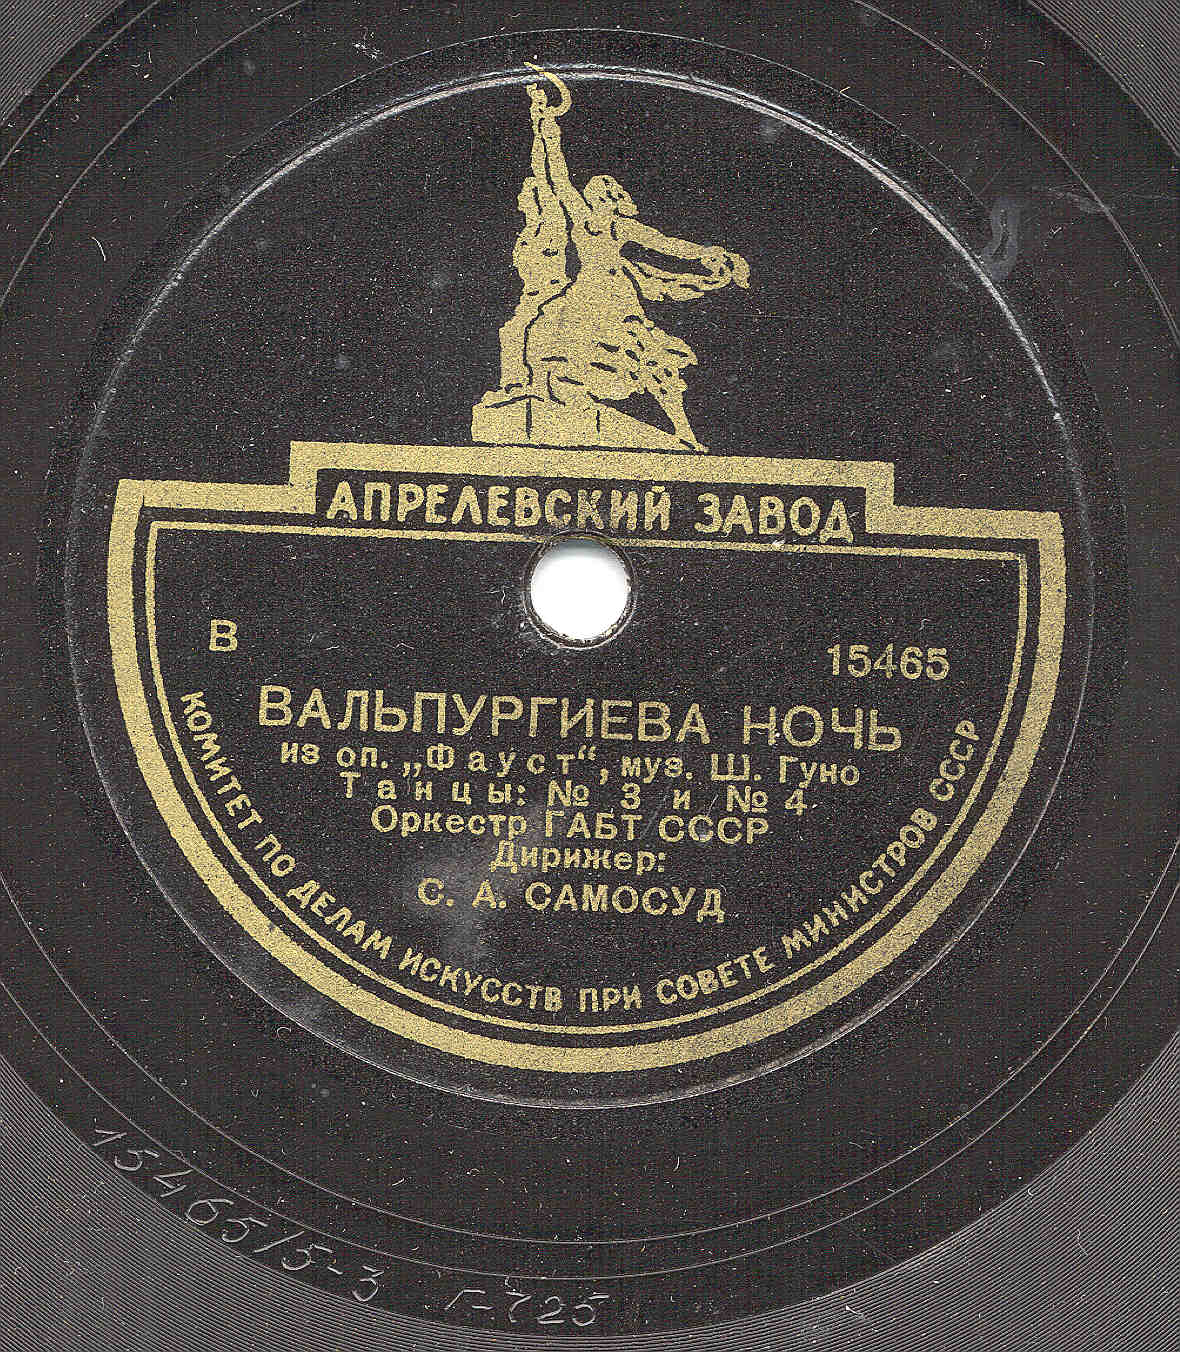 АПРЕЛЕВСКИЙ ЗАВОД
В
15465
ВАЛЬПУРГИЕВА НОЧЬ
из оп. „Фауст“, муз. Ш. Гуно
Танцы: № 3 и № 4
Оркестр ГАБТ СССР
Дирижер:
С. А. САМОСУД
КОМИТЕТ ПО ДЕЛАМ ИСКУССТВ ПРИ СОВЕТЕ МИНИСТРОВ СССР
15465/5-3 Г-725